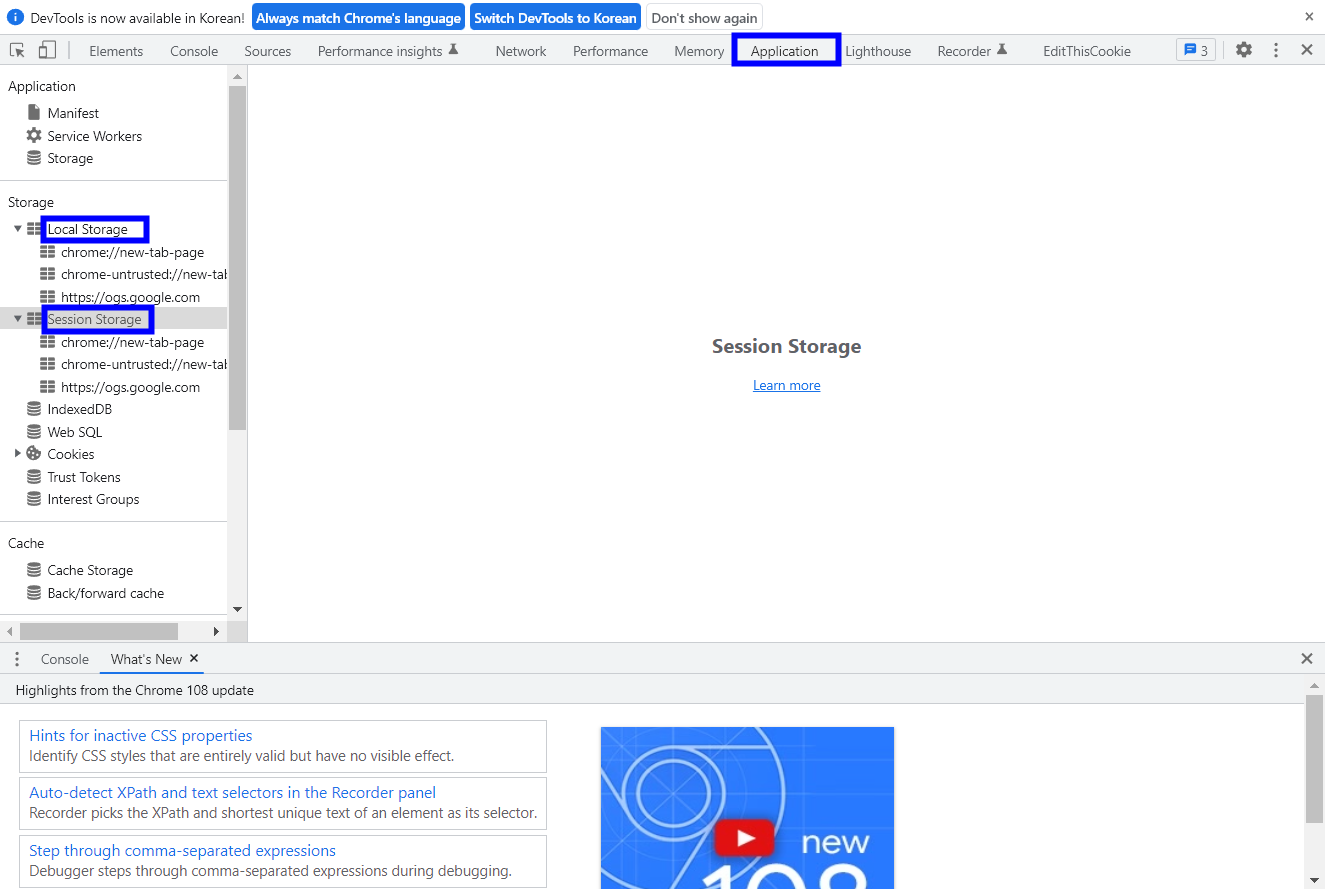 DevTools is now available in Korean! Always match Chrome's language Switch DevTools to Korean Don't show again
Elements Console Sources Performance insights Network Performance Memory Application Lighthouse Recorder EditThisCookie 3
Application
Manifest
Service Workers
Storage
Storage
Local Storage
chrome://new-tab-page
chrome-untrusted://new-tab
https://ogs.google.com
Session Storage
chrome://new-tab-page
chrome-untrusted://new-tab
https://ogs.google.com
IndexedDB
Web SQL
Cookies
Trust Tokens
Interest Groups
Cache
Cache Storage
Back/forward cache
Session Storage
Learn more
Console What's New
Highlights from the Chrome 108 update
Hints for inactive CSS properties
Identify CSS styles that are entirely valid but have no visible effect.
Auto-detect XPath and text selectors in the Recorder panel
Recorder picks the XPath and shortest unique text of an element as its selector.
Step through comma-separated expressions
Debugger steps through comma-separated expressions during debugging.
new
108